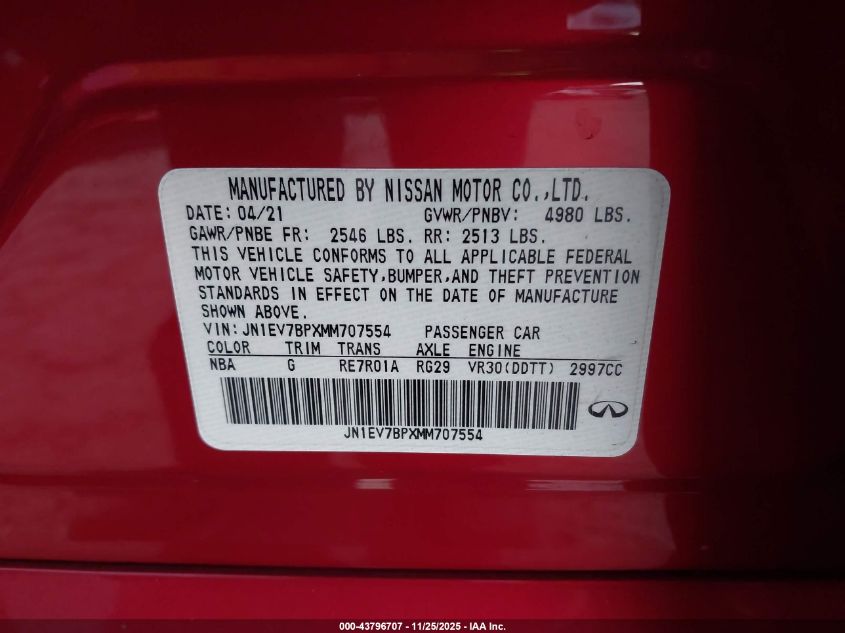 MANUFACTURED BY NISSAN MOTOR CO.,LTD.
DATE: 04/21 GVWR/PNBV: 4980 LBS.
GAWR/PNBE FR: 2546 LBS. RR: 2513 LBS.
THIS VEHICLE CONFORMS TO ALL APPLICABLE FEDERAL
MOTOR VEHICLE SAFETY,BUMPER,AND THEFT PREVENTION
STANDARDS IN EFFECT ON THE DATE OF MANUFACTURE
SHOWN ABOVE.
VIN:JN1EV7BPXMM707554 PASSENGER CAR
COLOR TRIM TRANS AXLE ENGINE
NBA G RE7R01A RG29 VR30(DDTT) 2997CC
JN1EV7BPXMM707554
000-43796707 - 11/25/2025 - IAA Inc.